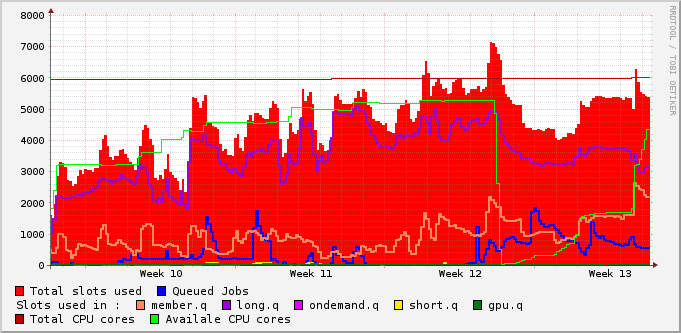 8000
7000
6000
5000
4000
3000
2000
1000
0
Week 10 Week 11 Week 12 Week 13
Total slots used Queued Jobs
Slots used in : member.q long.q ondemand.q short.q gpu.q
Total CPU cores Availale CPU cores
RRDTOOL / TOBI OETIKER